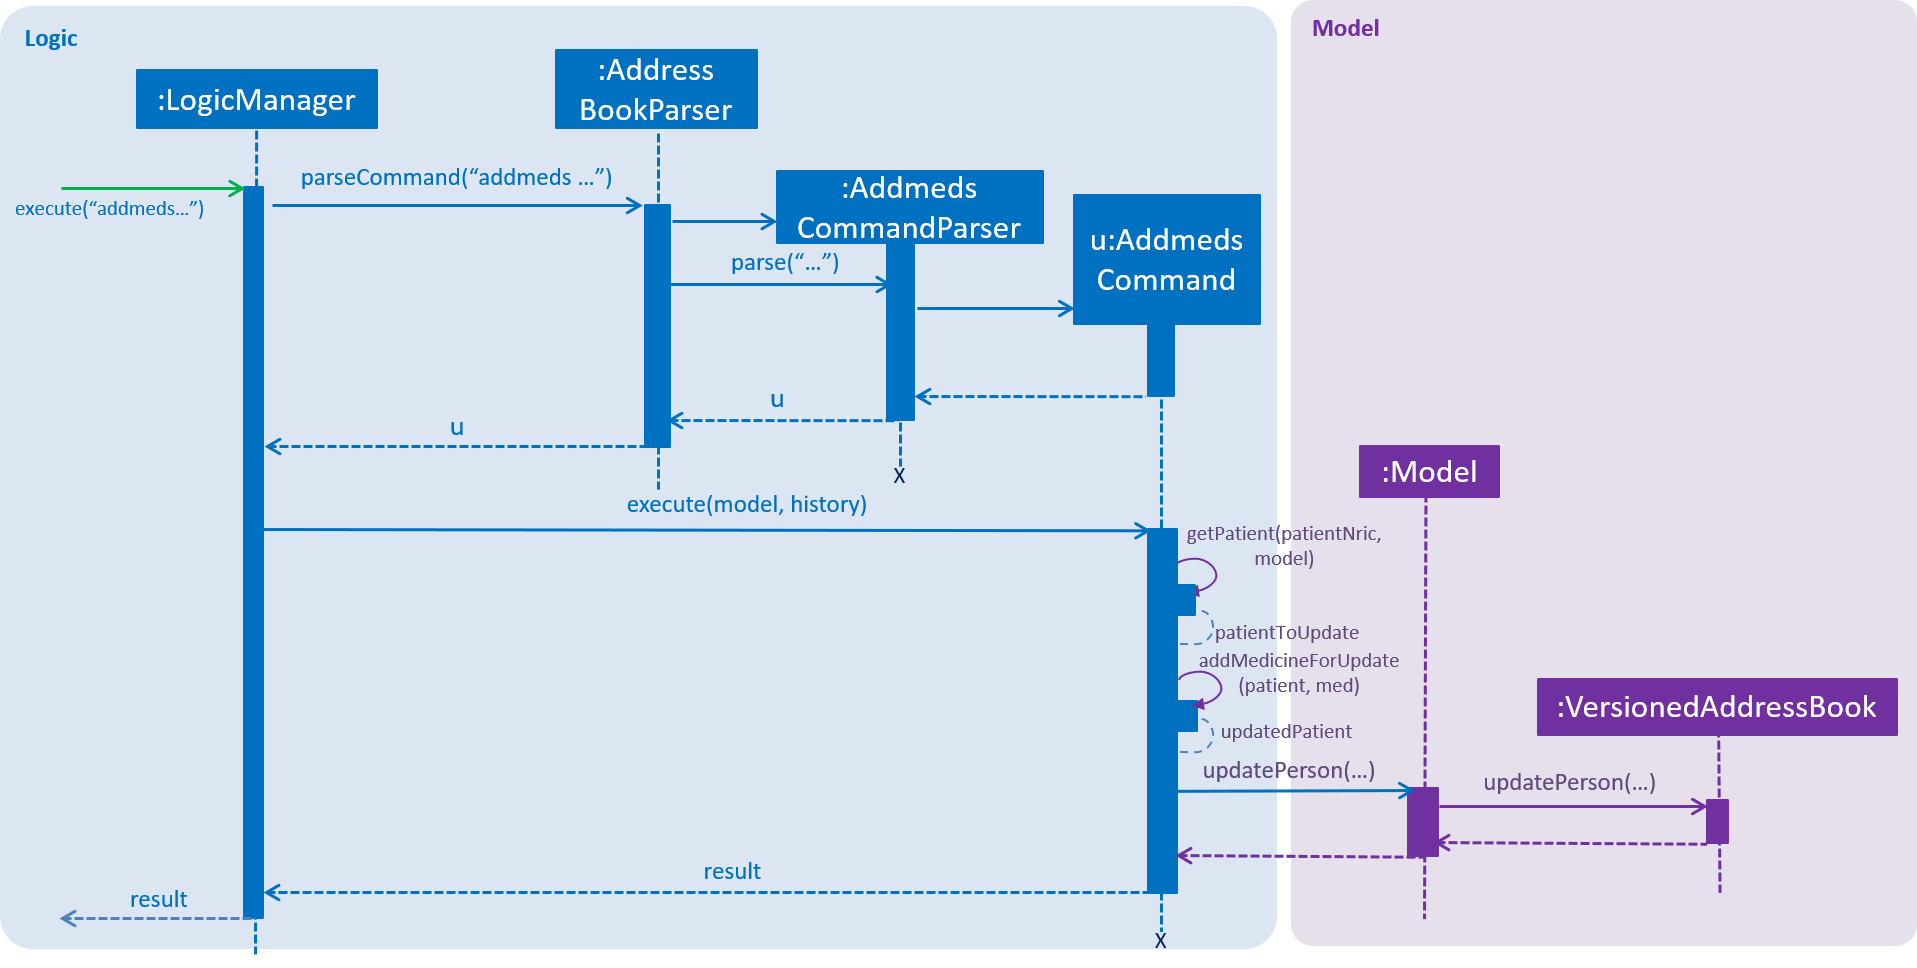 Logic
Model
:Address
BookParser
:LogicManager
parseCommand(“addmeds ...”)
:Addmeds
CommandParser
execute(“addmeds...”)
u:Addmeds
Command
parse(“...”)
u
u
:Model
X
execute(model, history)
getPatient(patientNric,
model)
patientToUpdate
addMedicineForUpdate
(patient, med)
:VersionedAddressBook
updatedPatient
updatePerson(...)
updatePerson(...)
result
result
X